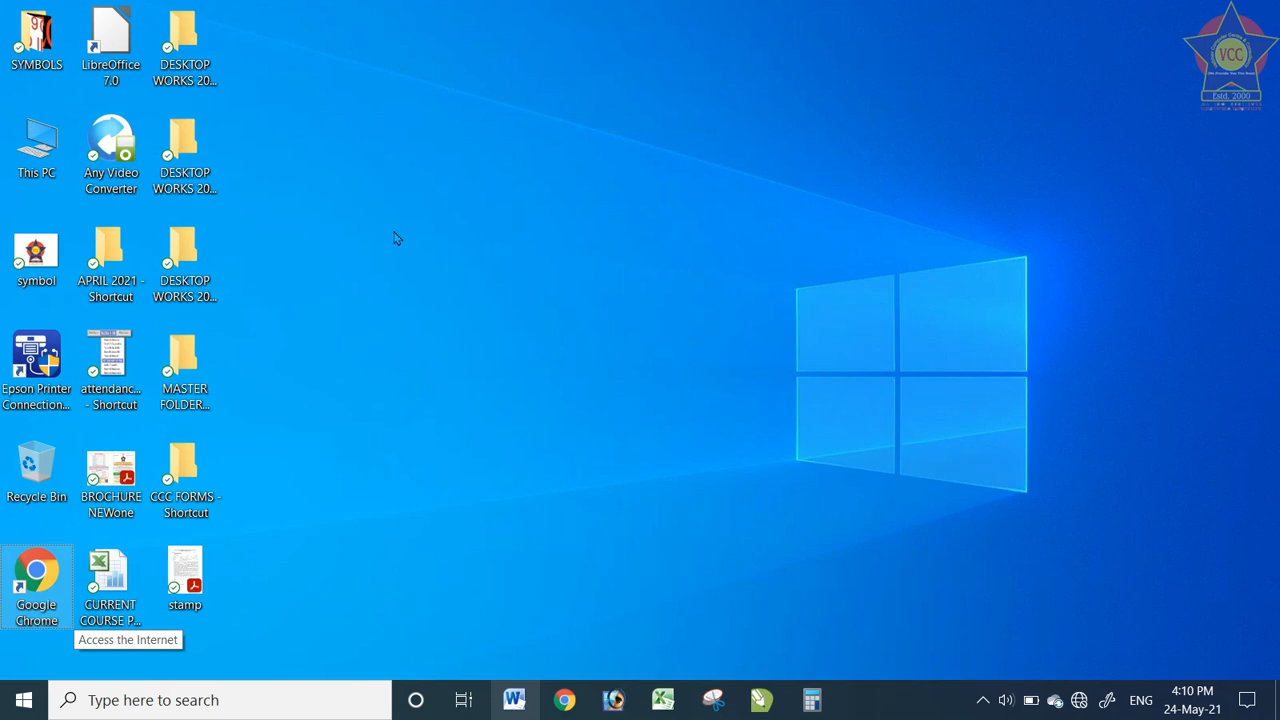 SYMBOLS
LibreOffice
7.0
DESKTOP
WORKS 20...
This PC
Any Video
Converter
DESKTOP
WORKS 20...
symbol
APRIL 2021 -
Shortcut
DESKTOP
WORKS 20...
Epson Printer
Connection...
attendanc...
- Shortcut
MASTER
FOLDER...
Recycle Bin
BROCHURE
NEWone
CCC FORMS -
Shortcut
Google
Chrome
CURRENT
COURSE P...
stamp
Access the Internet
VCC
Estd. 2000
Type here to search
ENG
4:10 PM
24-May-21